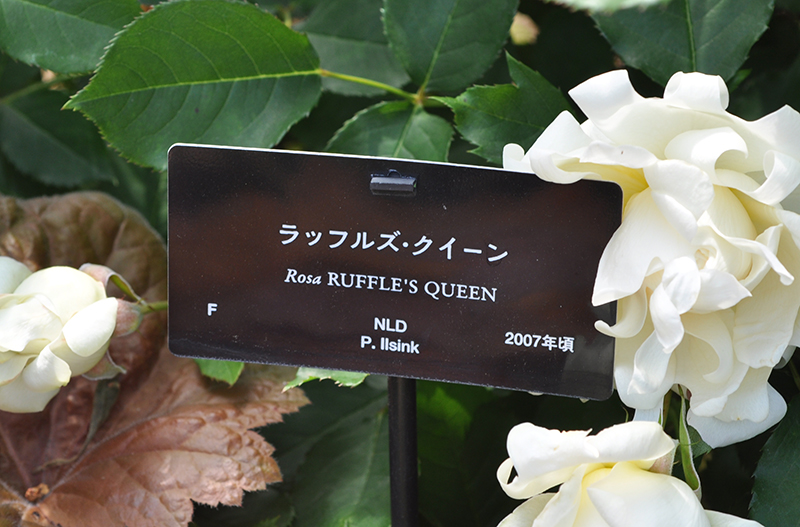 ラッフルズ・クイーン
Rosa RUFFLE'S QUEEN
F
NLD
P. Ilsink
2007年頃